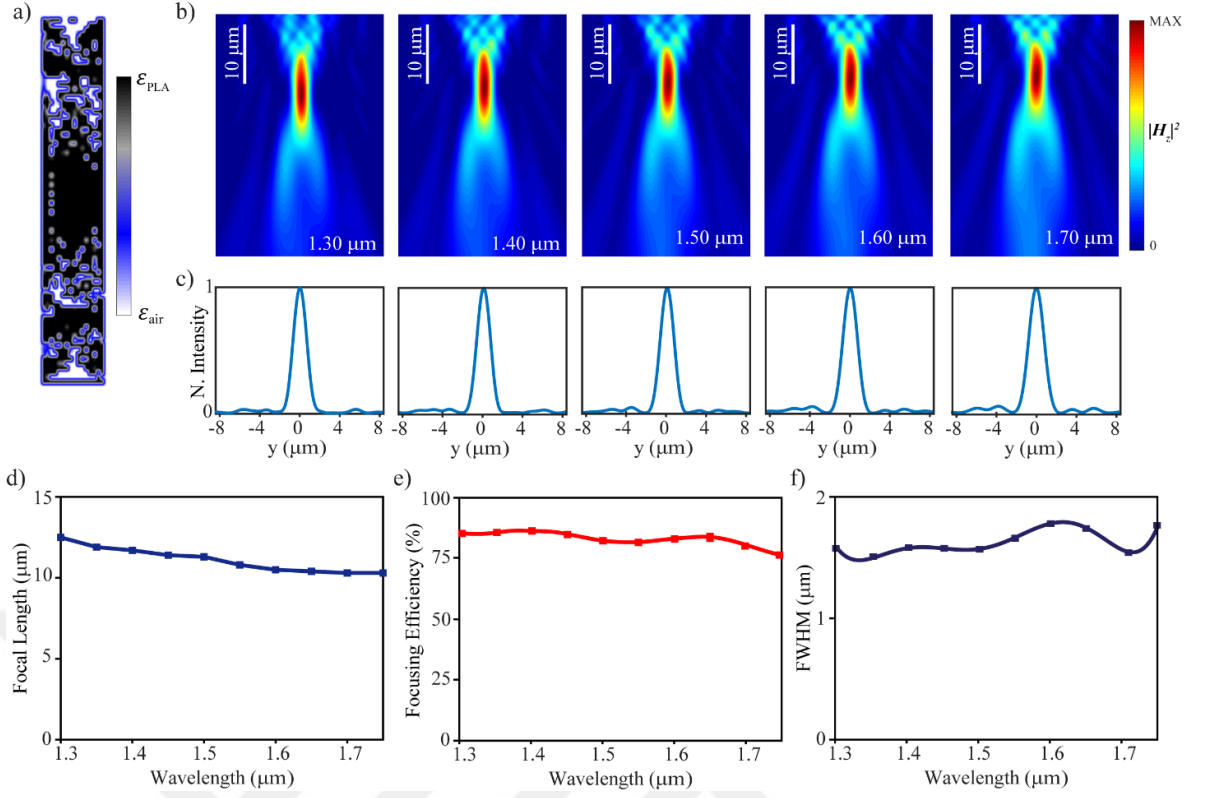 a)
εPLA
εair
b)
10 μm
10 μm
10 μm
10 μm
10 μm
1.30 μm
1.40 μm
1.50 μm
1.60 μm
1.70 μm
MAX
|Hz|²
0
c)
N. Intensity
1
0
-8 -4 0 4 8
-8 -4 0 4 8
-8 -4 0 4 8
-8 -4 0 4 8
-8 -4 0 4 8
y (μm)
y (μm)
y (μm)
y (μm)
y (μm)
d)
Focal Length (μm)
15
10
5
0
1.3 1.4 1.5 1.6 1.7
Wavelength (μm)
e)
Focusing Efficiency (%)
100
75
50
25
0
1.3 1.4 1.5 1.6 1.7
Wavelength (μm)
f)
FWHM (μm)
2
1
0
1.3 1.4 1.5 1.6 1.7
Wavelength (μm)